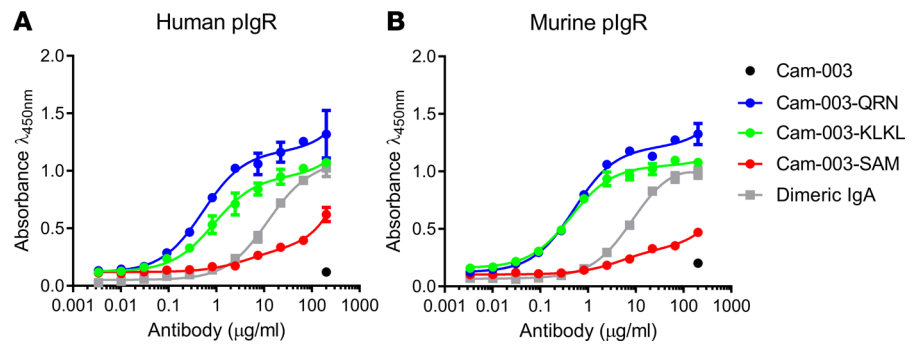 A
Human pIgR
2.0
1.5
1.0
0.5
0.0
Absorbance λ450nm
0.001 0.01 0.1 1 10 100 1000
Antibody (μg/ml)
B
Murine pIgR
2.0
1.5
1.0
0.5
0.0
Absorbance λ450nm
0.001 0.01 0.1 1 10 100 1000
Antibody (μg/ml)
Cam-003
Cam-003-QRN
Cam-003-KLKL
Cam-003-SAM
Dimeric IgA